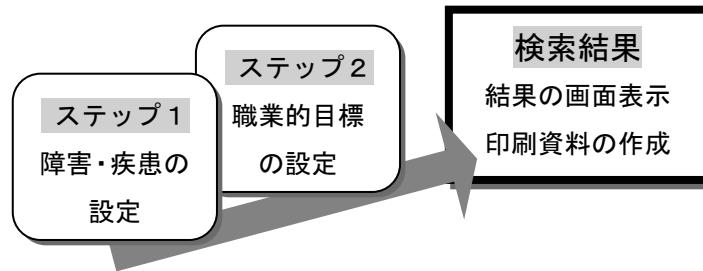 ステップ１
障害・疾患の
設定
ステップ２
職業的目標
の設定
検索結果
結果の画面表示
印刷資料の作成